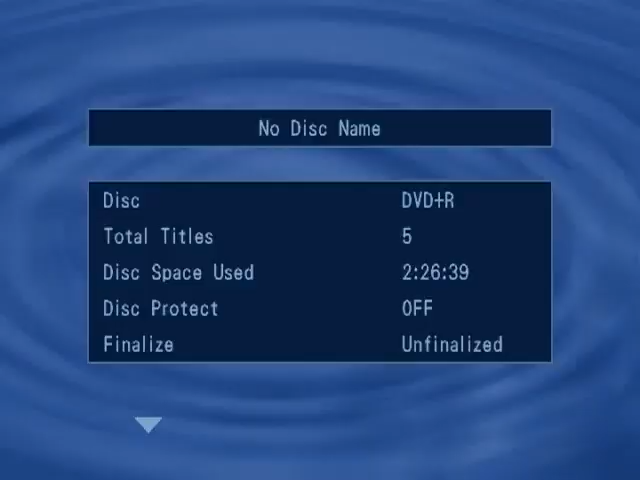 No Disc Name
Disc DVD+R
Total Titles 5
Disc Space Used 2:26:39
Disc Protect OFF
Finalize Unfinalized